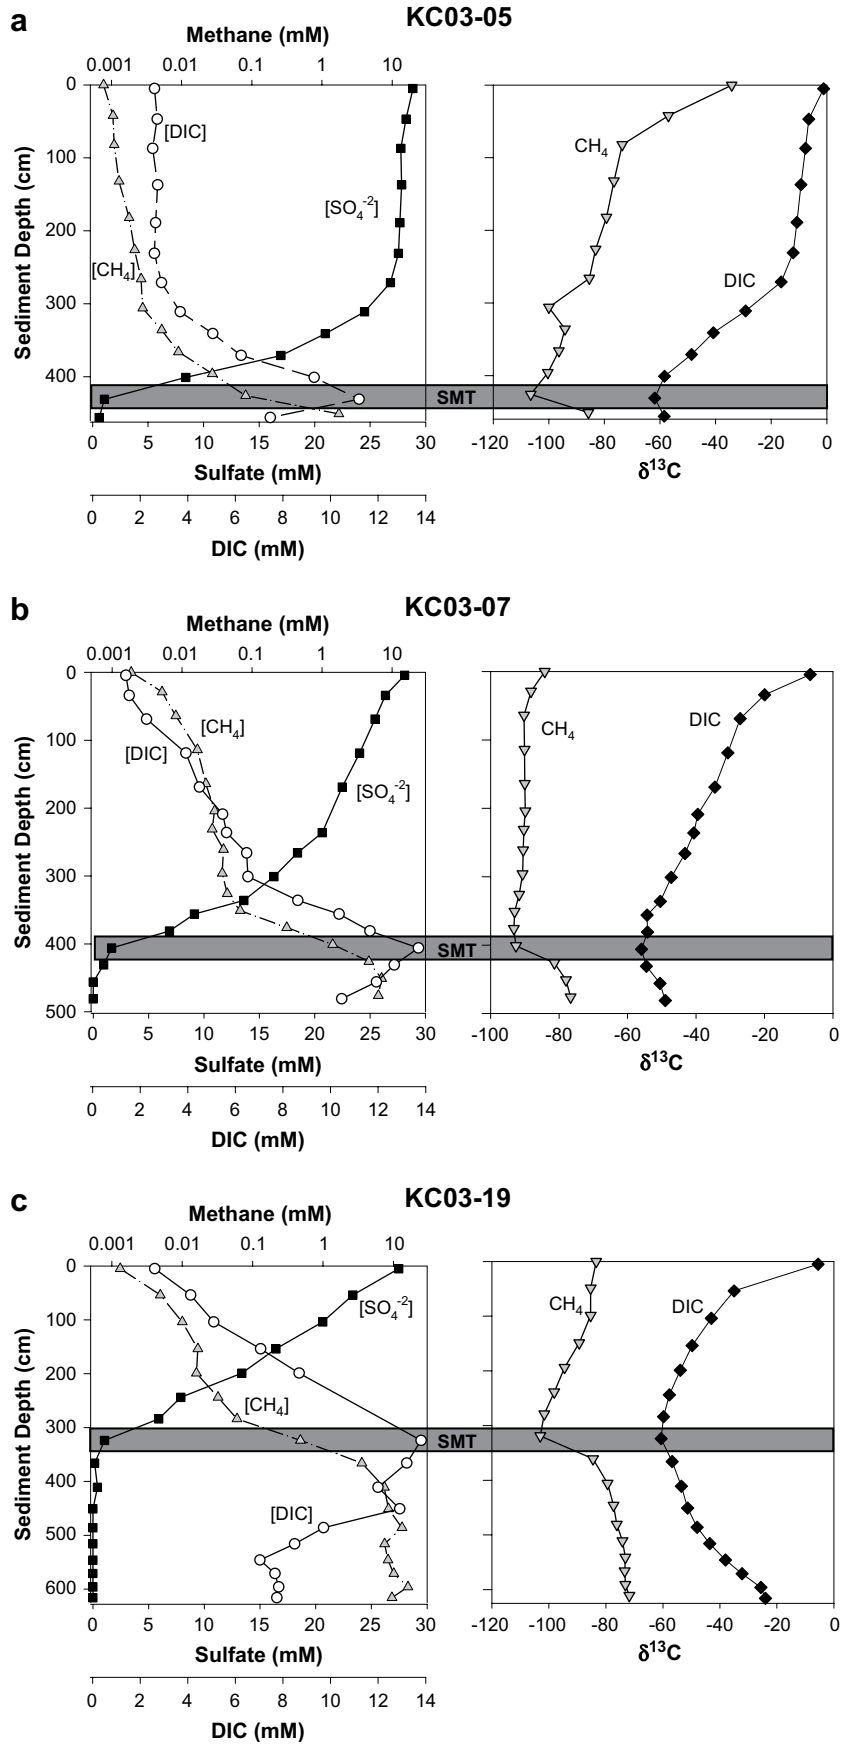 a
KC03-05
Methane (mM)
0.001 0.01 0.1 1 10
0
100
200
300
400
Sediment Depth (cm)
[DIC]
[SO4-2]
[CH4]
CH4
DIC
SMT
0 5 10 15 20 25 30
Sulfate (mM)
0 2 4 6 8 10 12 14
DIC (mM)
-120 -100 -80 -60 -40 -20 0
δ13C
b
KC03-07
Methane (mM)
0.001 0.01 0.1 1 10
0
100
200
300
400
500
Sediment Depth (cm)
[CH4]
[DIC]
[SO4-2]
CH4
DIC
SMT
0 5 10 15 20 25 30
Sulfate (mM)
0 2 4 6 8 10 12 14
DIC (mM)
-100 -80 -60 -40 -20 0
δ13C
c
KC03-19
Methane (mM)
0.001 0.01 0.1 1 10
0
100
200
300
400
500
600
Sediment Depth (cm)
[SO4-2]
[CH4]
[DIC]
CH4
DIC
SMT
0 5 10 15 20 25 30
Sulfate (mM)
0 2 4 6 8 10 12 14
DIC (mM)
-120 -100 -80 -60 -40 -20 0
δ13C